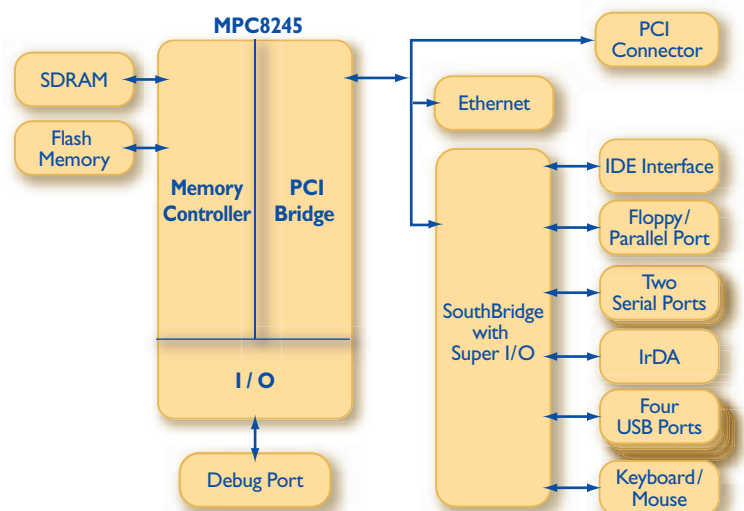 MPC8245
SDRAM
Flash
Memory
Memory
Controller
PCI
Bridge
I/O
Debug Port
PCI
Connector
Ethernet
SouthBridge
with
Super I/O
IDE Interface
Floppy/
Parallel Port
Two
Serial Ports
IrDA
Four
USB Ports
Keyboard/
Mouse